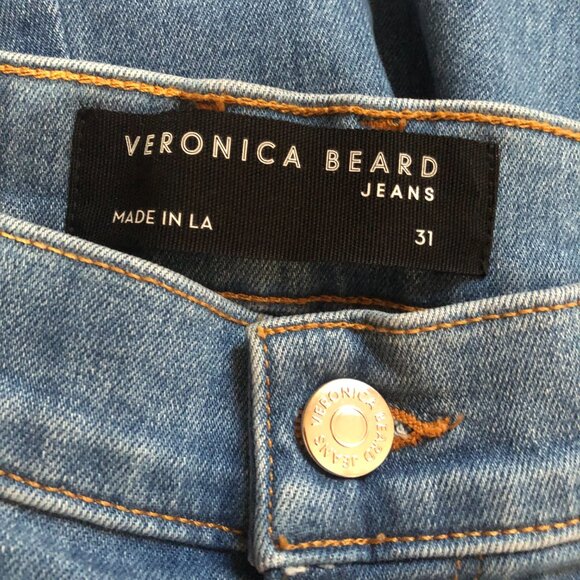 VERONICA BEARD
JEANS
MADE IN LA
31
VERONICA BEARD JEANS